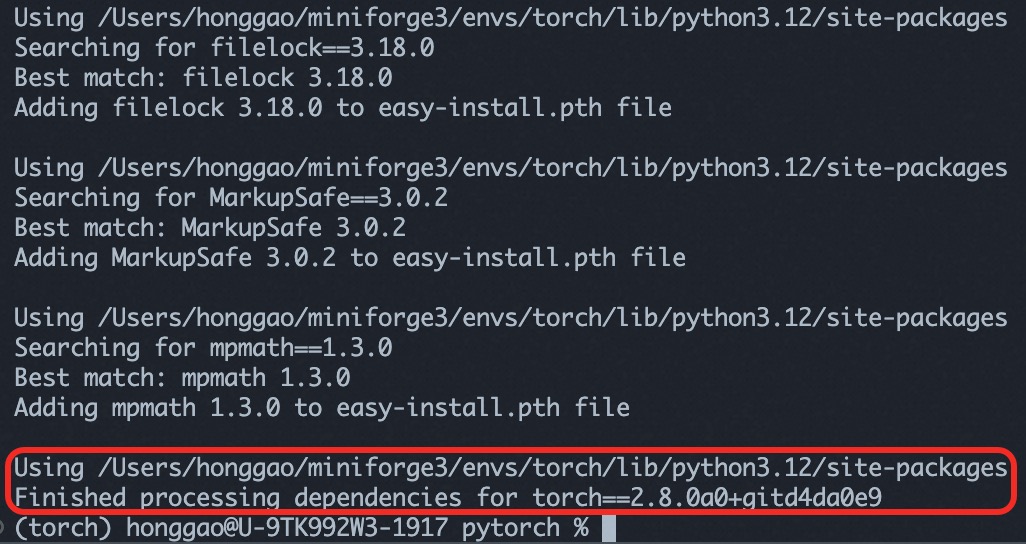 Using /Users/honggao/miniforge3/envs/torch/lib/python3.12/site-packages
Searching for filelock==3.18.0
Best match: filelock 3.18.0
Adding filelock 3.18.0 to easy-install.pth file
Using /Users/honggao/miniforge3/envs/torch/lib/python3.12/site-packages
Searching for MarkupSafe==3.0.2
Best match: MarkupSafe 3.0.2
Adding MarkupSafe 3.0.2 to easy-install.pth file
Using /Users/honggao/miniforge3/envs/torch/lib/python3.12/site-packages
Searching for mpmath==1.3.0
Best match: mpmath 1.3.0
Adding mpmath 1.3.0 to easy-install.pth file
Using /Users/honggao/miniforge3/envs/torch/lib/python3.12/site-packages
Finished processing dependencies for torch==2.8.0a0+gitd4da0e9
(torch) honggao@U-9TK992W3-1917 pytorch %